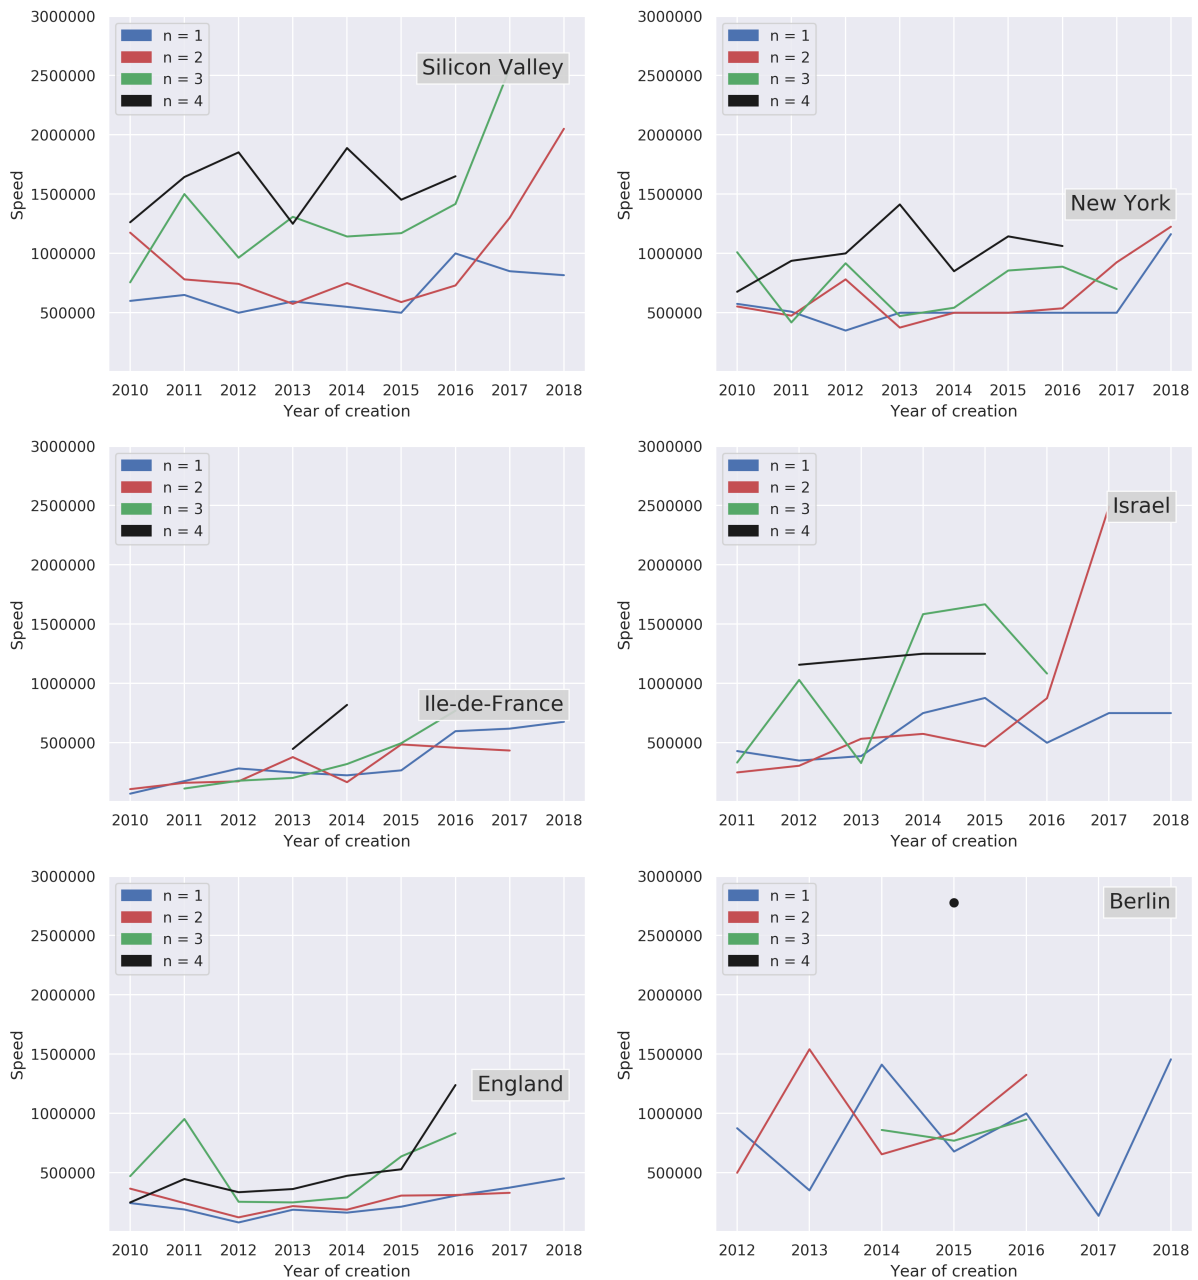 3000000
2500000
2000000
1500000
1000000
500000
Speed
n = 1
n = 2
n = 3
n = 4
Silicon Valley
2010 2011 2012 2013 2014 2015 2016 2017 2018
Year of creation
3000000
2500000
2000000
1500000
1000000
500000
Speed
n = 1
n = 2
n = 3
n = 4
New York
2010 2011 2012 2013 2014 2015 2016 2017 2018
Year of creation
3000000
2500000
2000000
1500000
1000000
500000
Speed
n = 1
n = 2
n = 3
n = 4
Ile-de-France
2010 2011 2012 2013 2014 2015 2016 2017 2018
Year of creation
3000000
2500000
2000000
1500000
1000000
500000
Speed
n = 1
n = 2
n = 3
n = 4
Israel
2011 2012 2013 2014 2015 2016 2017 2018
Year of creation
3000000
2500000
2000000
1500000
1000000
500000
Speed
n = 1
n = 2
n = 3
n = 4
England
2010 2011 2012 2013 2014 2015 2016 2017 2018
Year of creation
3000000
2500000
2000000
1500000
1000000
500000
Speed
n = 1
n = 2
n = 3
n = 4
Berlin
2012 2013 2014 2015 2016 2017 2018
Year of creation